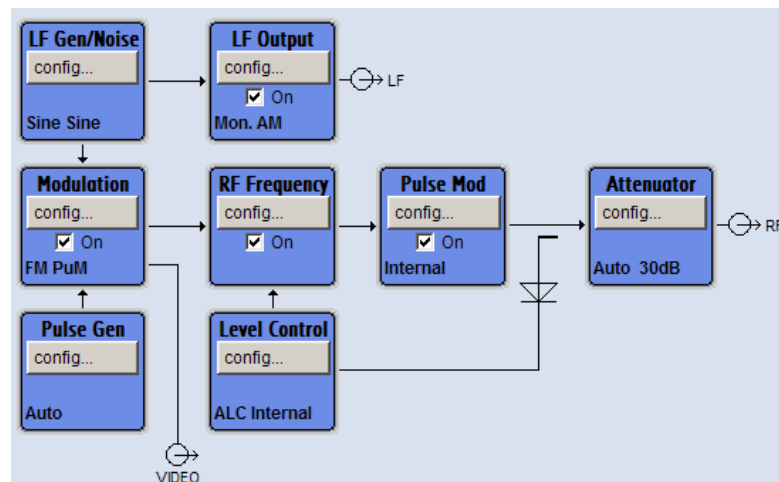 LF Gen/Noise
config...
Sine Sine
LF Output
config...
On
Mon. AM
LF
Modulation
config...
On
FM PuM
RF Frequency
config...
On
Pulse Mod
config...
On
Internal
Attenuator
config...
Auto 30dB
RF
Pulse Gen
config...
Auto
Level Control
config...
ALC Internal
VIDEO